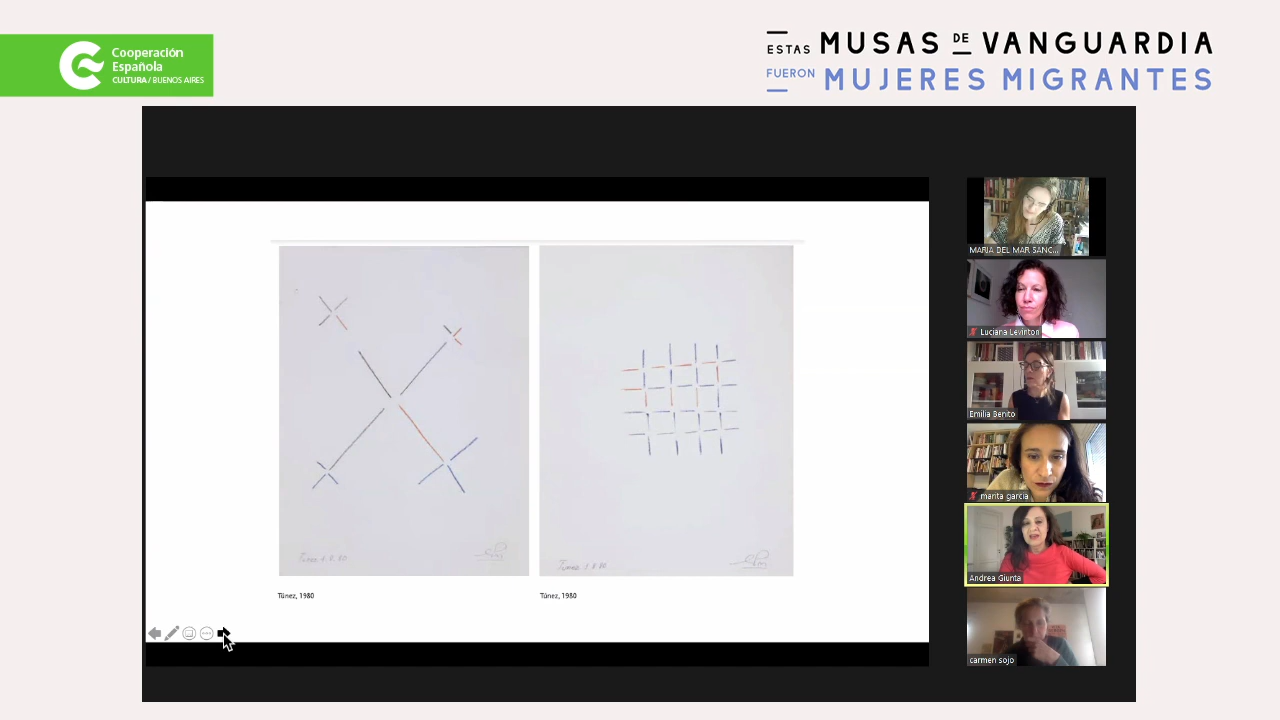 Cooperación
Española
CULTURA / BUENOS AIRES
ESTAS MUSAS DE VANGUARDIA
FUERON MUJERES MIGRANTES
MARIA DEL MAR SANC...
Luciana Levinton
Emilia Benito
marita garcia
Andrea Giunta
carmen sojo
Túnez, 1980
Túnez, 1980